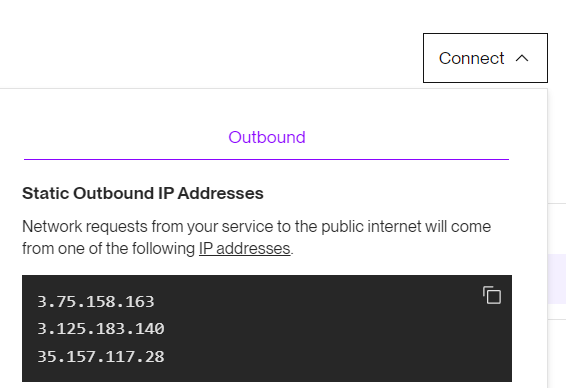 Connect
Outbound
Static Outbound IP Addresses
Network requests from your service to the public internet will come
from one of the following IP addresses.
3.75.158.163
3.125.183.140
35.157.117.28